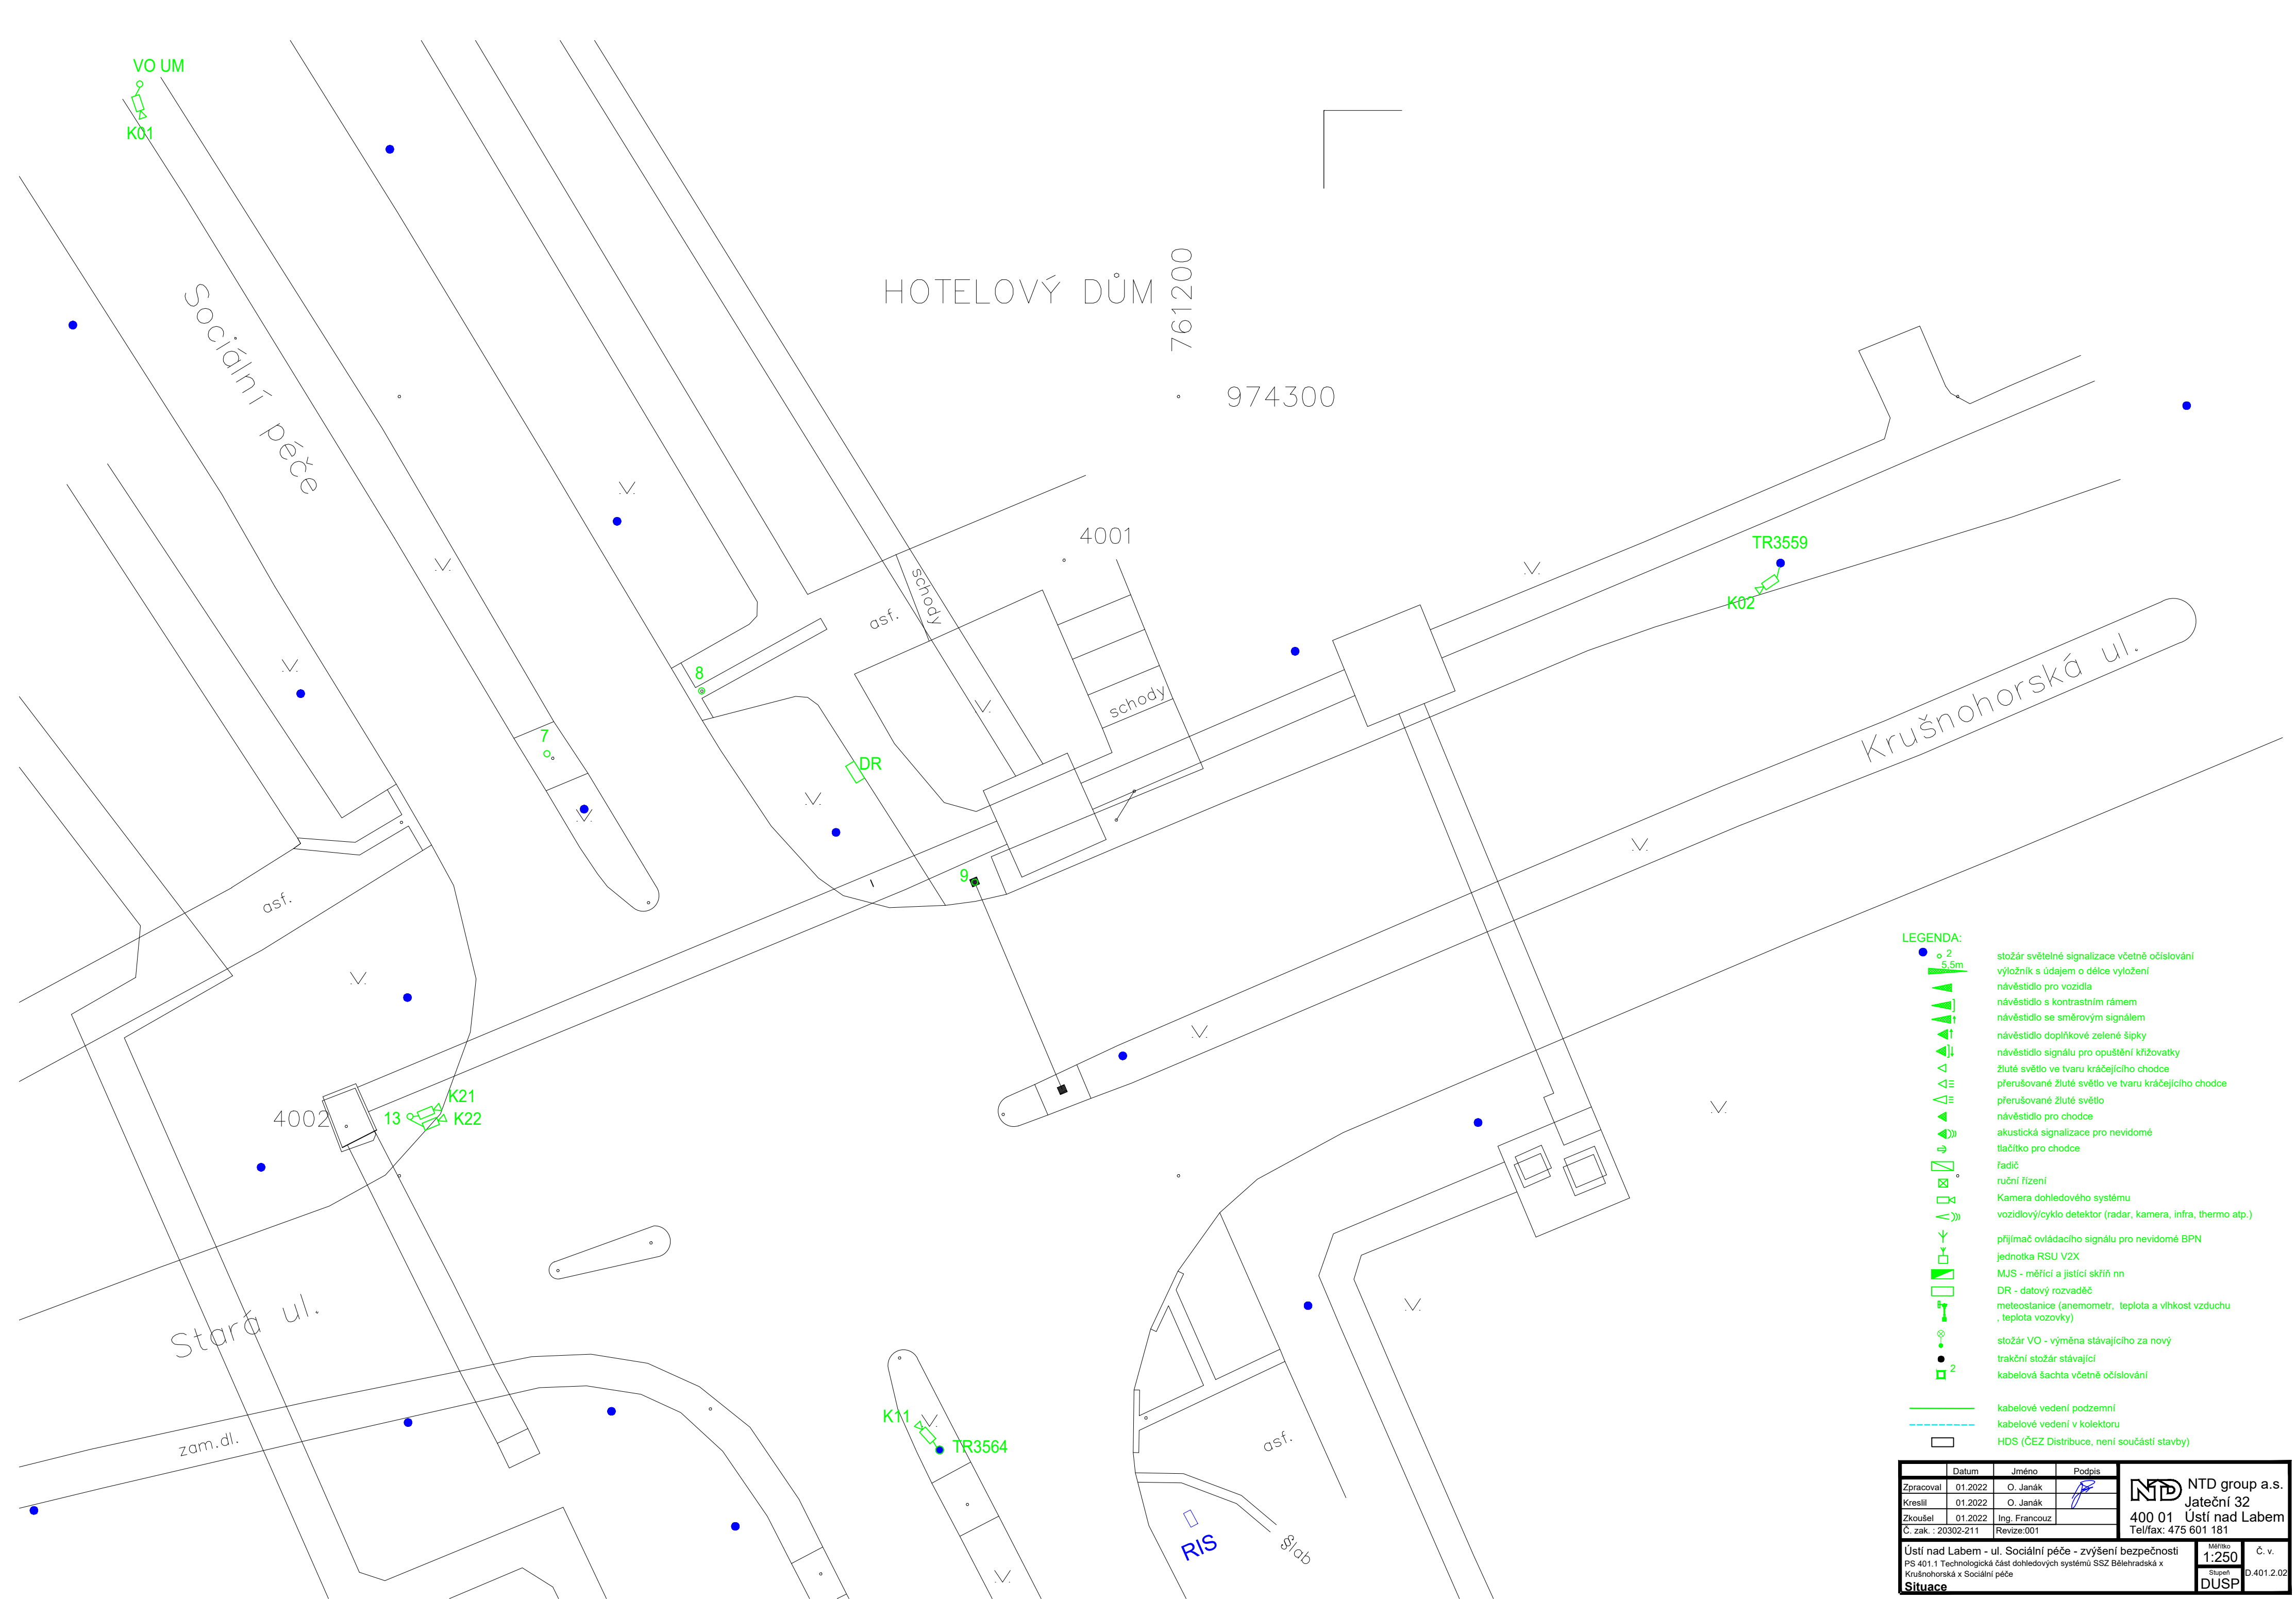 VO UM
K01
Sociální péče
HOTELOVÝ DŮM
761200
974300
4001
schody
asf.
TR3559
K02
8
schody
Krušnohorská ul.
7
DR
9
asf.
K21
13
K22
4002
Stará ul.
zam.dl.
K11
TR3564
asf.
RIS
žlab
LEGENDA:
2
stožár světelné signalizace včetně očíslování
5,5m
výložník s údajem o délce vyložení
návěstidlo pro vozidla
návěstidlo s kontrastním rámem
návěstidlo se směrovým signálem
návěstidlo doplňkové zelené šipky
návěstidlo signálu pro opuštění křižovatky
žluté světlo ve tvaru kráčejícího chodce
přerušované žluté světlo ve tvaru kráčejícího chodce
přerušované žluté světlo
návěstidlo pro chodce
akustická signalizace pro nevidomé
tlačítko pro chodce
řadič
ruční řízení
Kamera dohledového systému
vozidlový/cyklo detektor (radar, kamera, infra, thermo atp.)
přijímač ovládacího signálu pro nevidomé BPN
jednotka RSU V2X
MJS - měřící a jistící skříň nn
DR - datový rozvaděč
meteostanice (anemometr, teplota a vlhkost vzduchu
, teplota vozovky)
stožár VO - výměna stávajícího za nový
trakční stožár stávající
2
kabelová šachta včetně očíslování
kabelové vedení podzemní
kabelové vedení v kolektoru
HDS (ČEZ Distribuce, není součástí stavby)
Datum Jméno Podpis
Zpracoval 01.2022 O. Janák
Kreslil 01.2022 O. Janák
Zkoušel 01.2022 Ing. Francouz
Č. zak. : 20302-211 Revize:001
NTD NTD group a.s.
Jateční 32
400 01 Ústí nad Labem
Tel/fax: 475 601 181
Ústí nad Labem - ul. Sociální péče - zvýšení bezpečnosti
PS 401.1 Technologická část dohledových systémů SSZ Bělehradská x
Krušnohorská x Sociální péče
Situace
Měřítko
1:250
Stupeň
DUSP
Č. v.
D.401.2.02